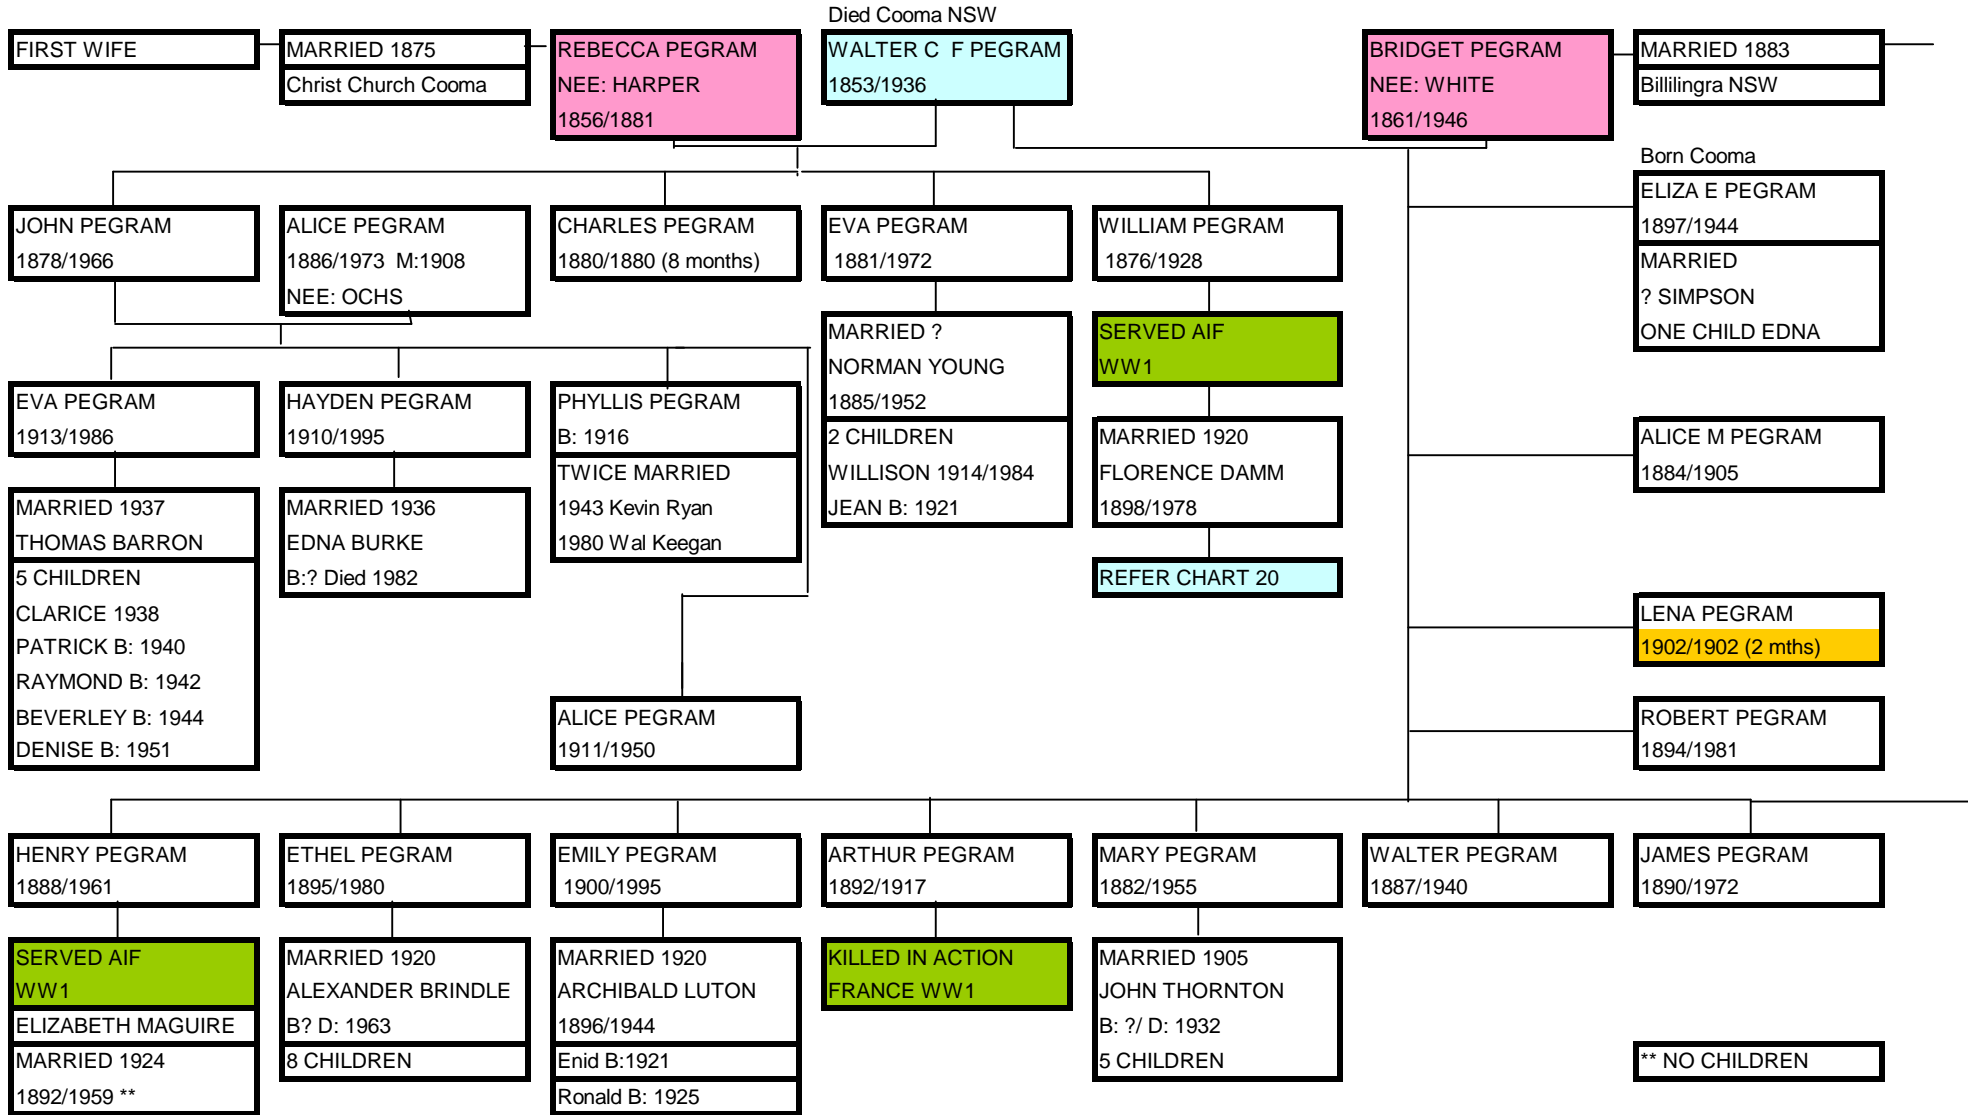 Died Cooma NSW
FIRST WIFE
MARRIED 1875
Christ Church Cooma
REBECCA PEGRAM
NEE: HARPER
1856/1881
WALTER C F PEGRAM
1853/1936
BRIDGET PEGRAM
NEE: WHITE
1861/1946
MARRIED 1883
Billilingra NSW
Born Cooma
ELIZA E PEGRAM
1897/1944
MARRIED
? SIMPSON
ONE CHILD EDNA
JOHN PEGRAM
1878/1966
ALICE PEGRAM
1886/1973 M:1908
NEE: OCHS
CHARLES PEGRAM
1880/1880 (8 months)
EVA PEGRAM
1881/1972
WILLIAM PEGRAM
1876/1928
MARRIED ?
NORMAN YOUNG
1885/1952
2 CHILDREN
WILLISON 1914/1984
JEAN B: 1921
SERVED AIF
WW1
MARRIED 1920
FLORENCE DAMM
1898/1978
REFER CHART 20
EVA PEGRAM
1913/1986
MARRIED 1937
THOMAS BARRON
5 CHILDREN
CLARICE 1938
PATRICK B: 1940
RAYMOND B: 1942
BEVERLEY B: 1944
DENISE B: 1951
HAYDEN PEGRAM
1910/1995
MARRIED 1936
EDNA BURKE
B:? Died 1982
PHYLLIS PEGRAM
B: 1916
TWICE MARRIED
1943 Kevin Ryan
1980 Wal Keegan
ALICE PEGRAM
1911/1950
ALICE M PEGRAM
1884/1905
LENA PEGRAM
1902/1902 (2 mths)
ROBERT PEGRAM
1894/1981
HENRY PEGRAM
1888/1961
SERVED AIF
WW1
ELIZABETH MAGUIRE
MARRIED 1924
1892/1959 **
ETHEL PEGRAM
1895/1980
MARRIED 1920
ALEXANDER BRINDLE
B? D: 1963
8 CHILDREN
EMILY PEGRAM
1900/1995
MARRIED 1920
ARCHIBALD LUTON
1896/1944
Enid B:1921
Ronald B: 1925
ARTHUR PEGRAM
1892/1917
KILLED IN ACTION
FRANCE WW1
MARY PEGRAM
1882/1955
MARRIED 1905
JOHN THORNTON
B: ?/ D: 1932
5 CHILDREN
WALTER PEGRAM
1887/1940
JAMES PEGRAM
1890/1972
** NO CHILDREN